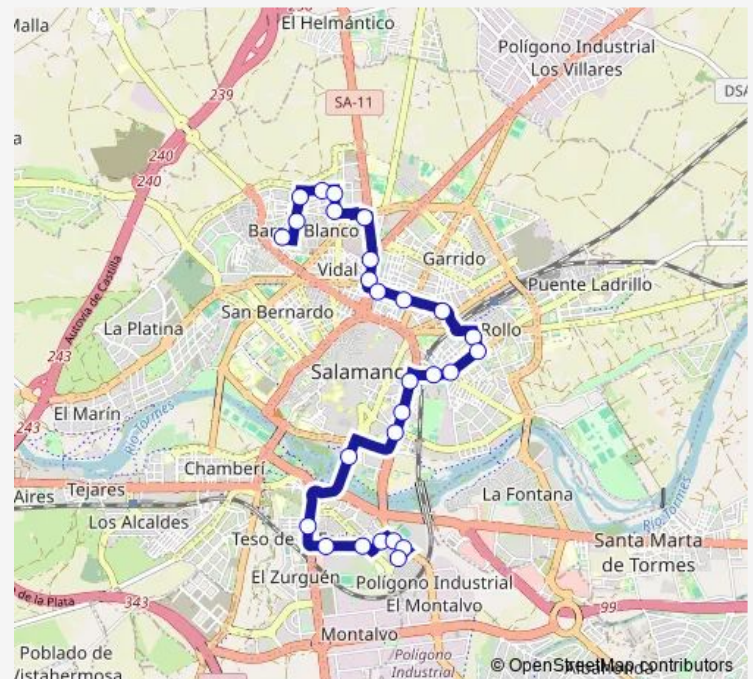 Malla
El Helmántico
239
Polígono Industrial
Los Villares
SA-11
DSA
240
240
Blanco
Vidal
Garrido
Puente Ladrillo
Autovía de Castilla
La Platina
San Bernardo
Rollo
243
Salamanc
El Marín
243
Río Tormes
Chamberí
Aires
Tejares
La Fontana
Los Alcaldes
Río Tormes
Teso de
Santa Marta
de Tormes
El Zurguén
Polígono Industrial
El Montalvo
de la Plata
343
99
Montalvo
Poblado de
Vistahermosa
Polígono
Industrial
© OpenStreetMap contributors